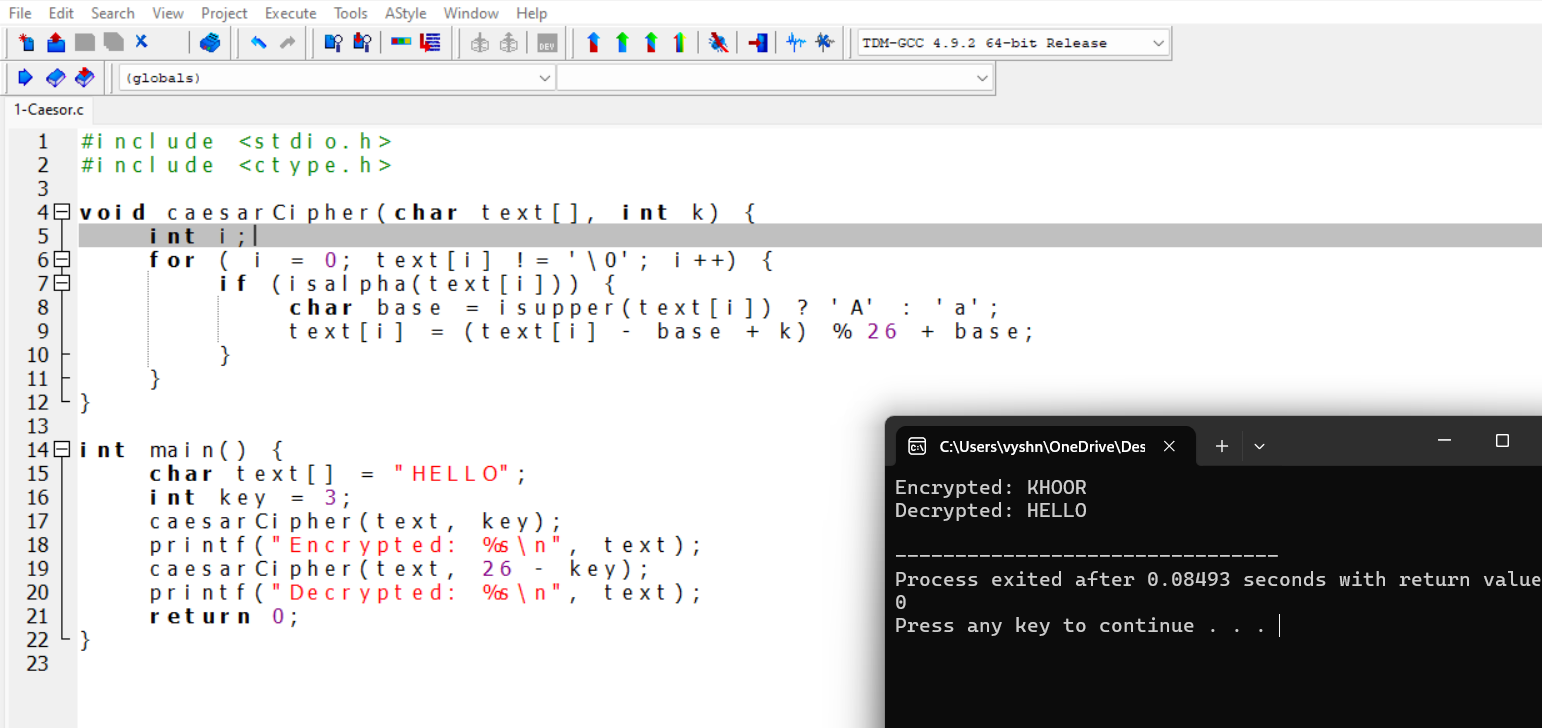 File Edit Search View Project Execute Tools AStyle Window Help
DEV
TDM-GCC 4.9.2 64-bit Release
(globals)
1-Caesor.c
1 #include <stdio.h>
2 #include <ctype.h>
3
4 void caesarCipher(char text[], int k) {
5 int i;
6 for ( i = 0; text[i] != '\0'; i++) {
7 if (isalpha(text[i])) {
8 char base = isupper(text[i]) ? 'A' : 'a';
9 text[i] = (text[i] - base + k) % 26 + base;
10 }
11 }
12 }
13
14 int main() {
15 char text[] = "HELLO";
16 int key = 3;
17 caesarCipher(text, key);
18 printf("Encrypted: %s\n", text);
19 caesarCipher(text, 26 - key);
20 printf("Decrypted: %s\n", text);
21 return 0;
22 }
23
C:\Users\vyshn\OneDrive\Des
Encrypted: KHOOR
Decrypted: HELLO
--------------------------------
Process exited after 0.08493 seconds with return value
0
Press any key to continue . . .